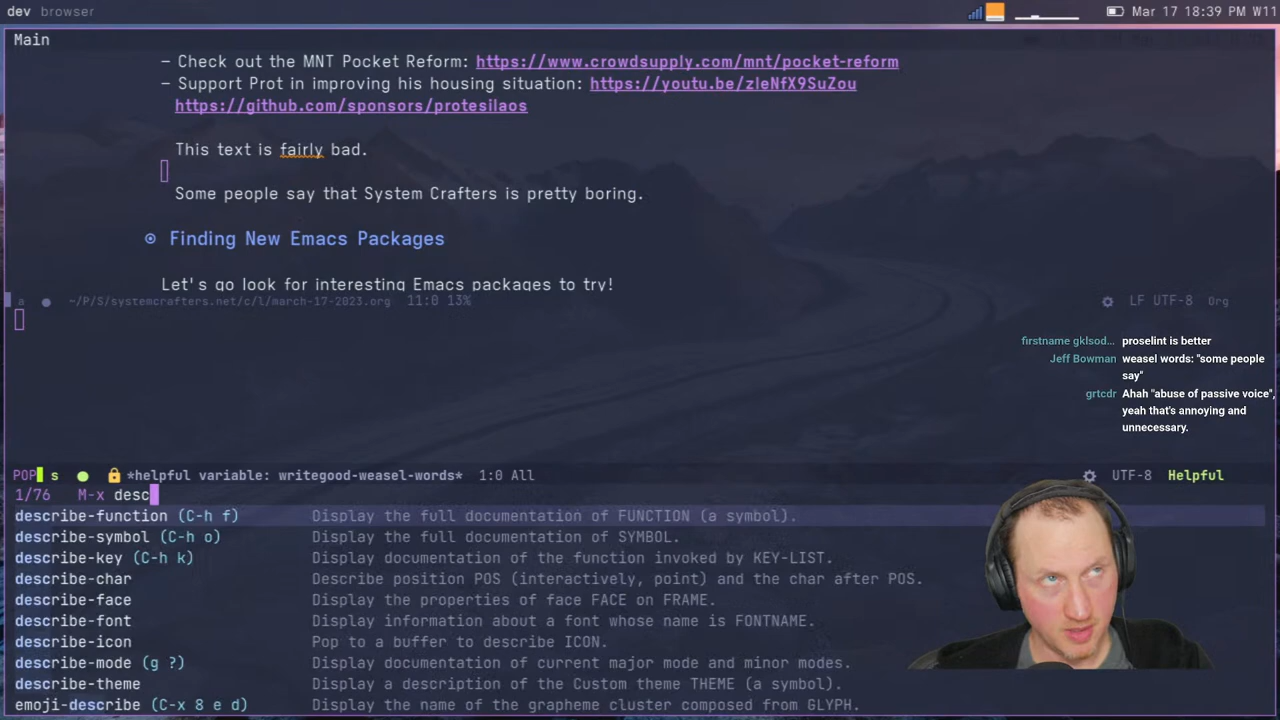 dev browser
Mar 17 18:39 PM W11
Main
– Check out the MNT Pocket Reform: https://www.crowdsupply.com/mnt/pocket-reform
– Support Prot in improving his housing situation: https://youtu.be/zleNfX9SuZou
https://github.com/sponsors/protesilaos
This text is fairly bad.
Some people say that System Crafters is pretty boring.
Finding New Emacs Packages
Let's go look for interesting Emacs packages to try!
a ~/P/S/systemcrafters.net/c/l/march-17-2023.org 11:0 13% LF UTF-8 Org
firstname gklsod... proselint is better
Jeff Bowman weasel words: "some people
say"
grtcdr Ahah "abuse of passive voice",
yeah that's annoying and
unnecessary.
POP s *helpful variable: writegood-weasel-words* 1:0 All UTF-8 Helpful
1/76 M-x desc
describe-function (C-h f) Display the full documentation of FUNCTION (a symbol).
describe-symbol (C-h o) Display the full documentation of SYMBOL.
describe-key (C-h k) Display documentation of the function invoked by KEY-LIST.
describe-char Describe position POS (interactively, point) and the char after POS.
describe-face Display the properties of face FACE on FRAME.
describe-font Display information about a font whose name is FONTNAME.
describe-icon Pop to a buffer to describe ICON.
describe-mode (g ?) Display documentation of current major mode and minor modes.
describe-theme Display a description of the Custom theme THEME (a symbol).
emoji-describe (C-x 8 e d) Display the name of the grapheme cluster composed from GLYPH.